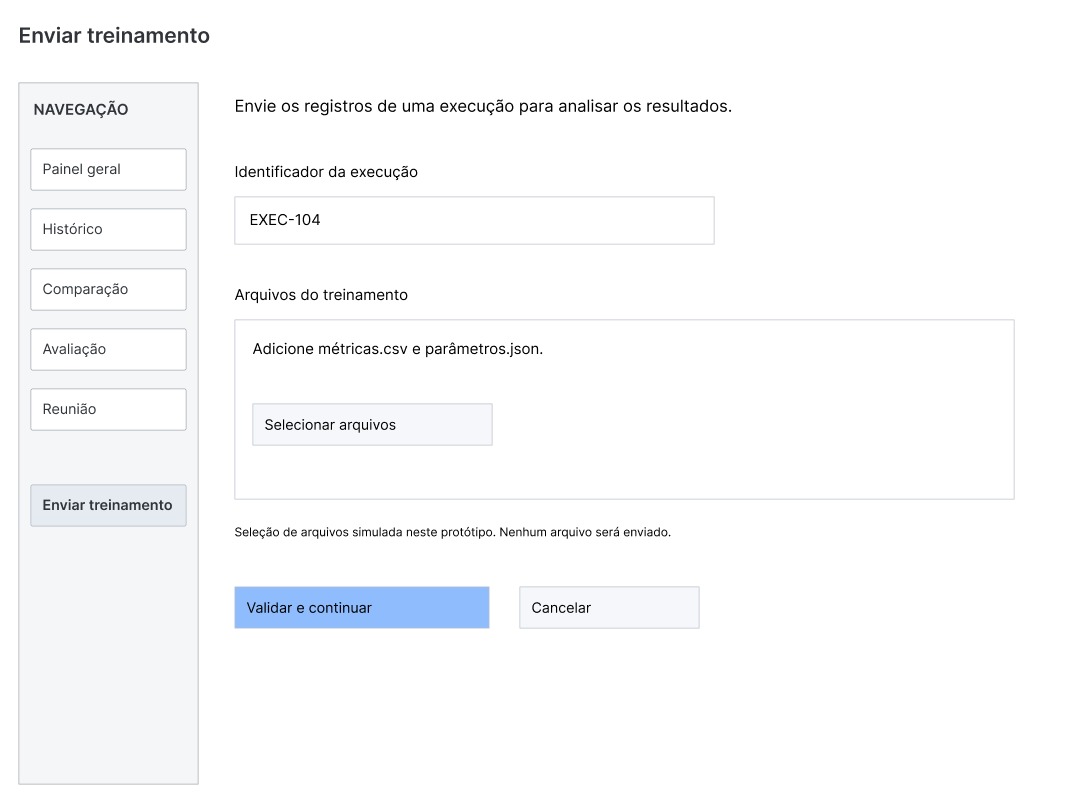 Enviar treinamento
NAVEGAÇÃO
Painel geral
Histórico
Comparação
Avaliação
Reunião
Enviar treinamento
Envie os registros de uma execução para analisar os resultados.
Identificador da execução
EXEC-104
Arquivos do treinamento
Adicione métricas.csv e parâmetros.json.
Selecionar arquivos
Seleção de arquivos simulada neste protótipo. Nenhum arquivo será enviado.
Validar e continuar
Cancelar